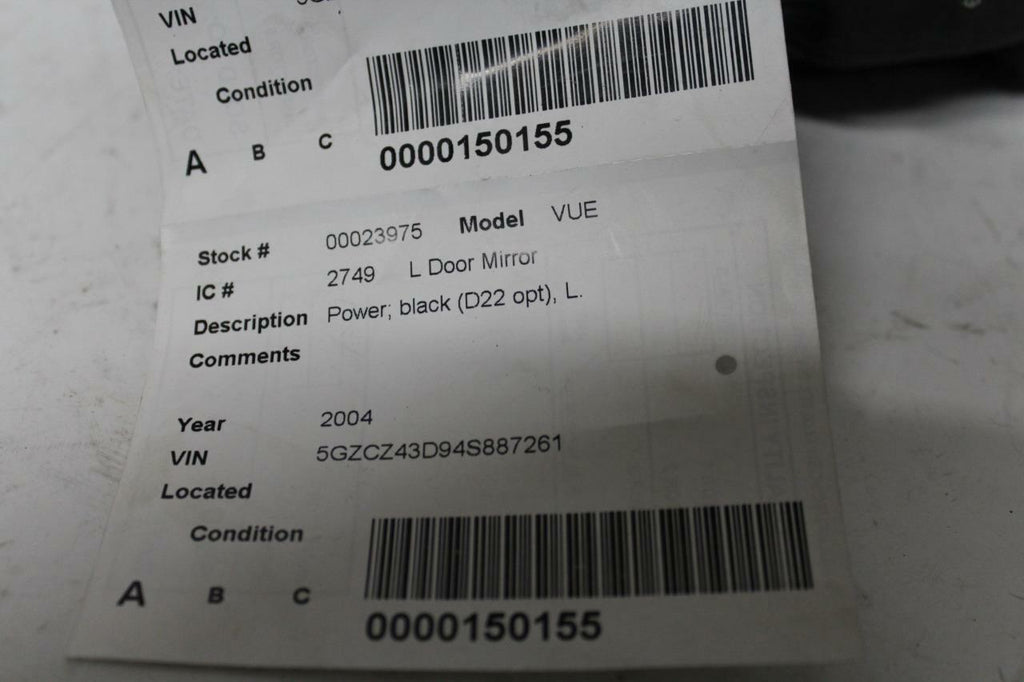 VIN
Located
Condition
A B C
0000150155
Stock # 00023975 Model VUE
IC # 2749 L Door Mirror
Description Power; black (D22 opt), L.
Comments
Year 2004
VIN 5GZCZ43D94S887261
Located
Condition
A B C
0000150155